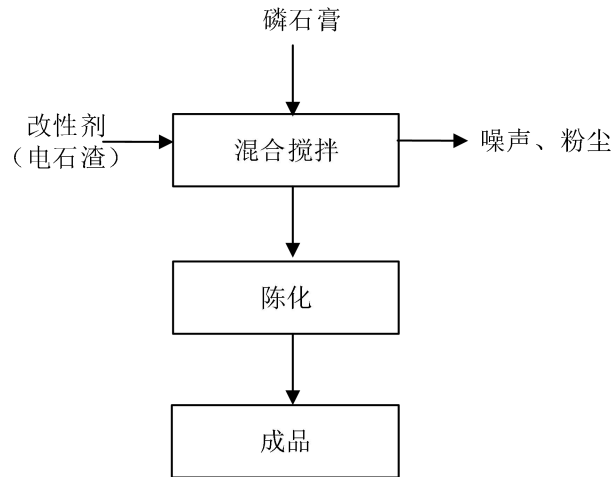 磷石膏
改性剂
（电石渣）
混合搅拌
噪声、粉尘
陈化
成品